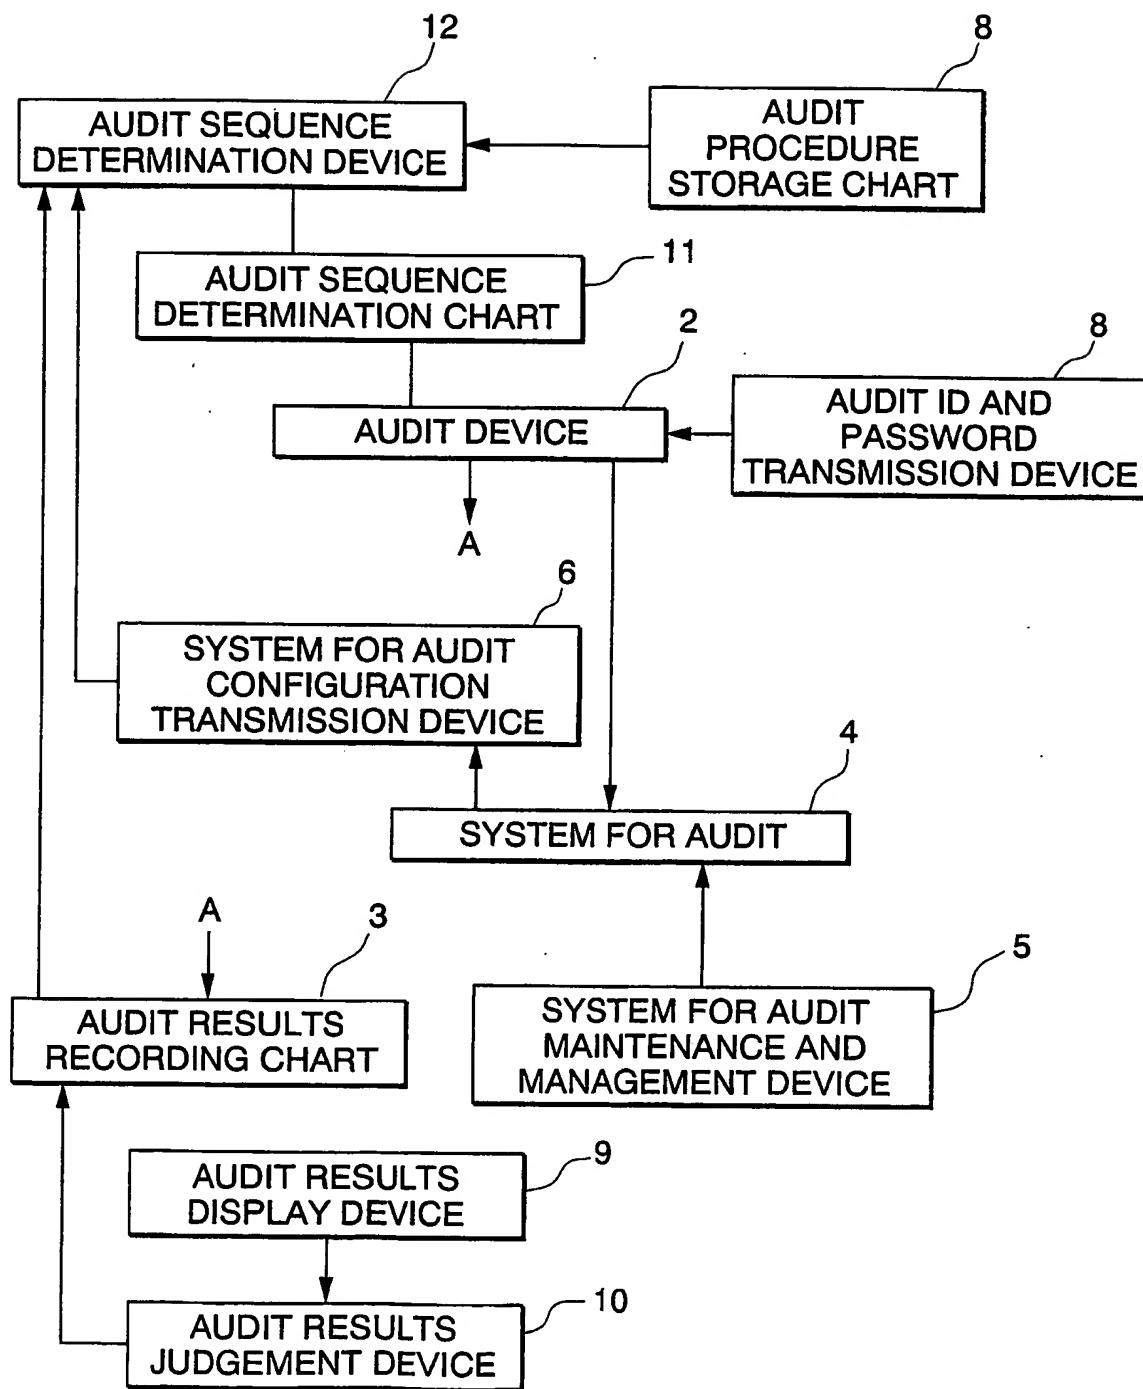 12
8
AUDIT SEQUENCE
DETERMINATION DEVICE
AUDIT
PROCEDURE
STORAGE CHART
11
AUDIT SEQUENCE
DETERMINATION CHART
2
8
AUDIT DEVICE
AUDIT ID AND
PASSWORD
TRANSMISSION DEVICE
A
6
SYSTEM FOR AUDIT
CONFIGURATION
TRANSMISSION DEVICE
4
SYSTEM FOR AUDIT
A
3
5
AUDIT RESULTS
RECORDING CHART
SYSTEM FOR AUDIT
MAINTENANCE AND
MANAGEMENT DEVICE
9
AUDIT RESULTS
DISPLAY DEVICE
10
AUDIT RESULTS
JUDGEMENT DEVICE